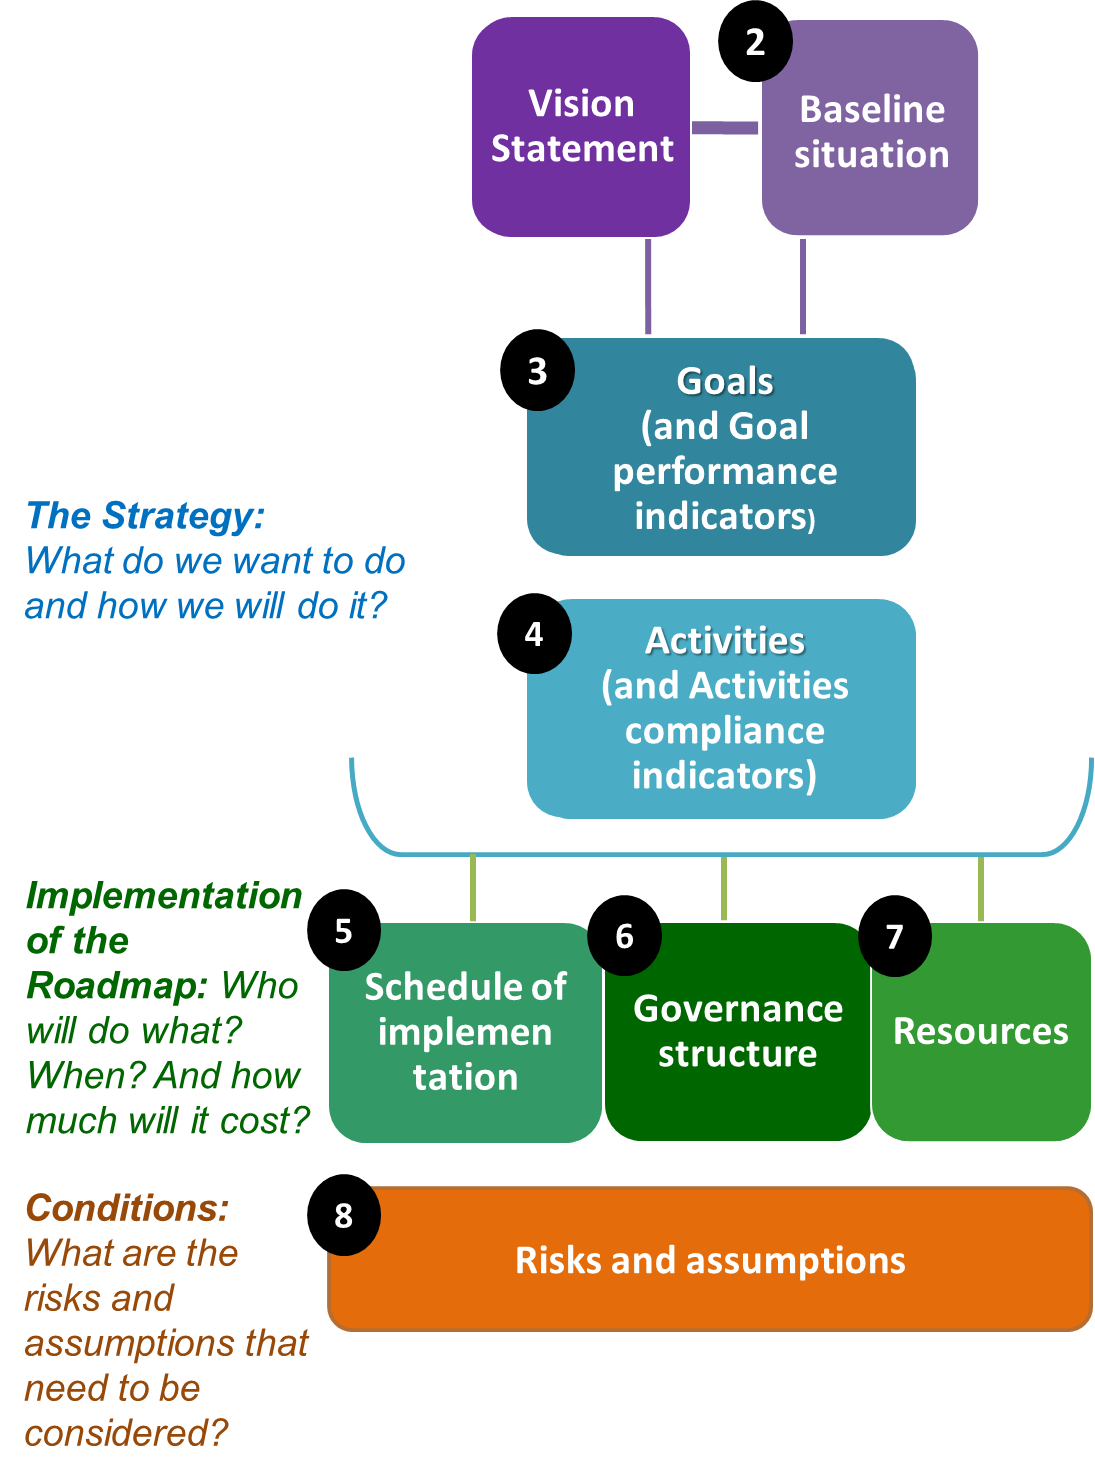 2
Vision
Statement
Baseline
situation
3
Goals
(and Goal
performance
indicators)
The Strategy:
What do we want to do
and how we will do it?
4
Activities
(and Activities
compliance
indicators)
Implementation
of the
Roadmap: Who
will do what?
When? And how
much will it cost?
5
Schedule of
implemen
tation
6
Governance
structure
7
Resources
Conditions:
What are the
risks and
assumptions that
need to be
considered?
8
Risks and assumptions